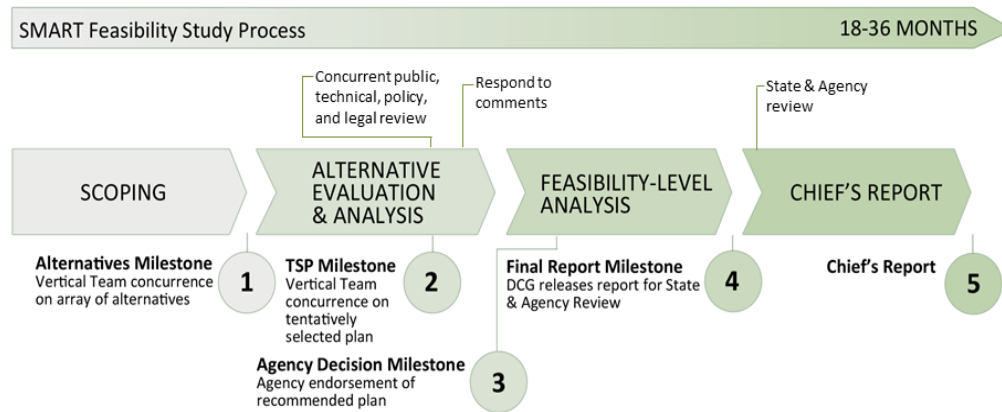 SMART Feasibility Study Process
18-36 MONTHS
Concurrent public,
technical, policy,
and legal review
Respond to
comments
State & Agency
review
SCOPING
ALTERNATIVE
EVALUATION
& ANALYSIS
FEASIBILITY-LEVEL
ANALYSIS
CHIEF'S REPORT
Alternatives Milestone
Vertical Team concurrence
on array of alternatives
1
TSP Milestone
Vertical Team
concurrence on
tentatively
selected plan
2
Agency Decision Milestone
Agency endorsement of
recommended plan
3
Final Report Milestone
DCG releases report for State
& Agency Review
4
Chief's Report
5